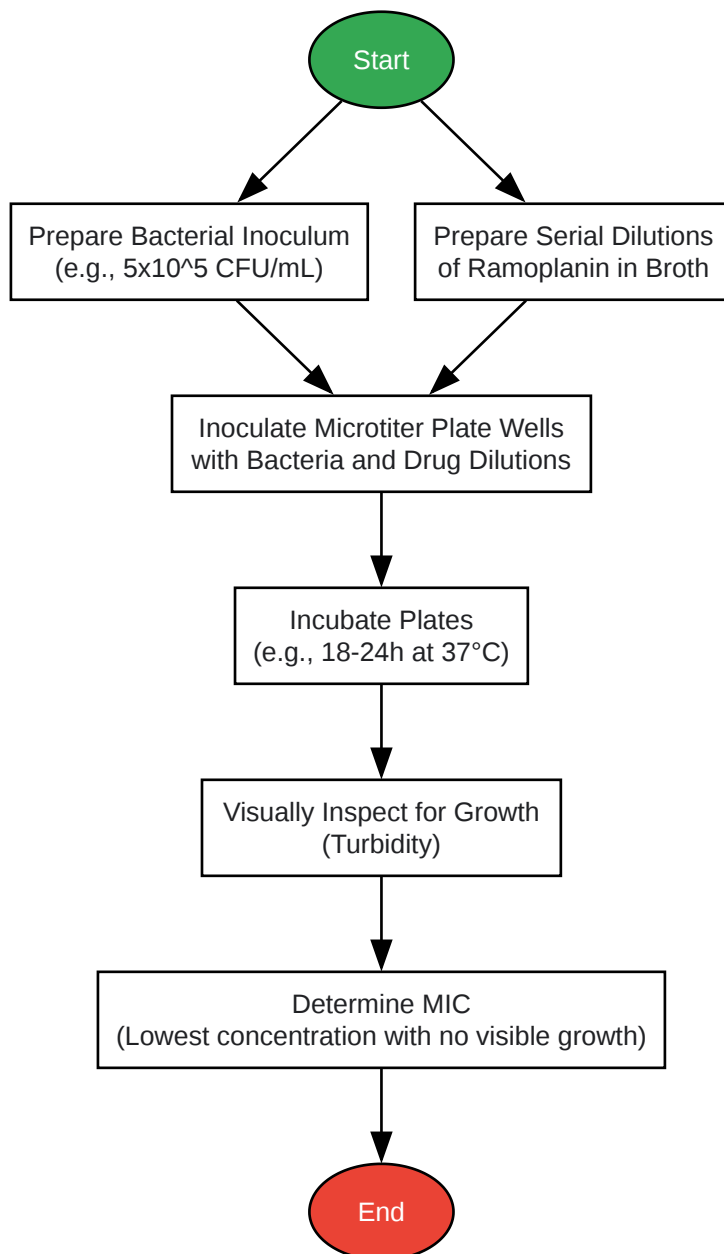 Start
Prepare Bacterial Inoculum
(e.g., 5x10^5 CFU/mL)
Prepare Serial Dilutions
of Ramoplanin in Broth
Inoculate Microtiter Plate Wells
with Bacteria and Drug Dilutions
Incubate Plates
(e.g., 18-24h at 37°C)
Visually Inspect for Growth
(Turbidity)
Determine MIC
(Lowest concentration with no visible growth)
End